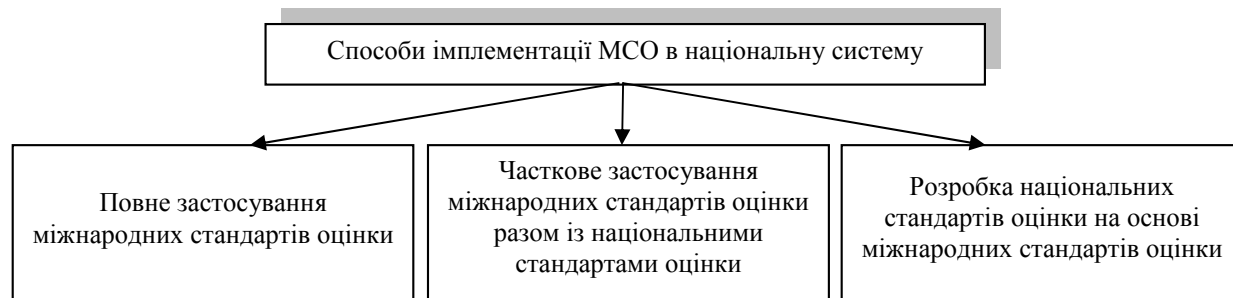 Способи імплементації МСО в національну систему
Повне застосування
міжнародних стандартів оцінки
Часткове застосування
міжнародних стандартів оцінки
разом із національними
стандартами оцінки
Розробка національних
стандартів оцінки на основі
міжнародних стандартів оцінки